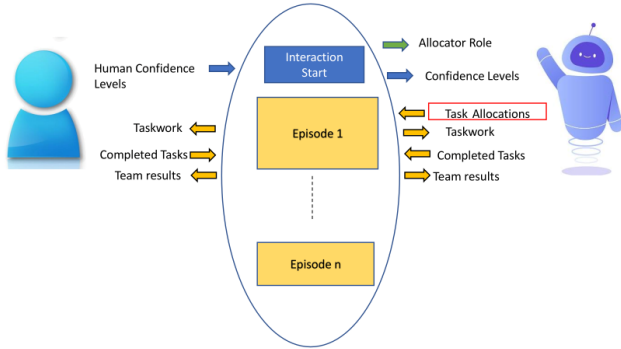 Allocator Role
Interaction
Start
Human Confidence
Levels
Confidence Levels
Task Allocations
Taskwork
Episode 1
Taskwork
Completed Tasks
Completed Tasks
Team results
Team results
Episode n